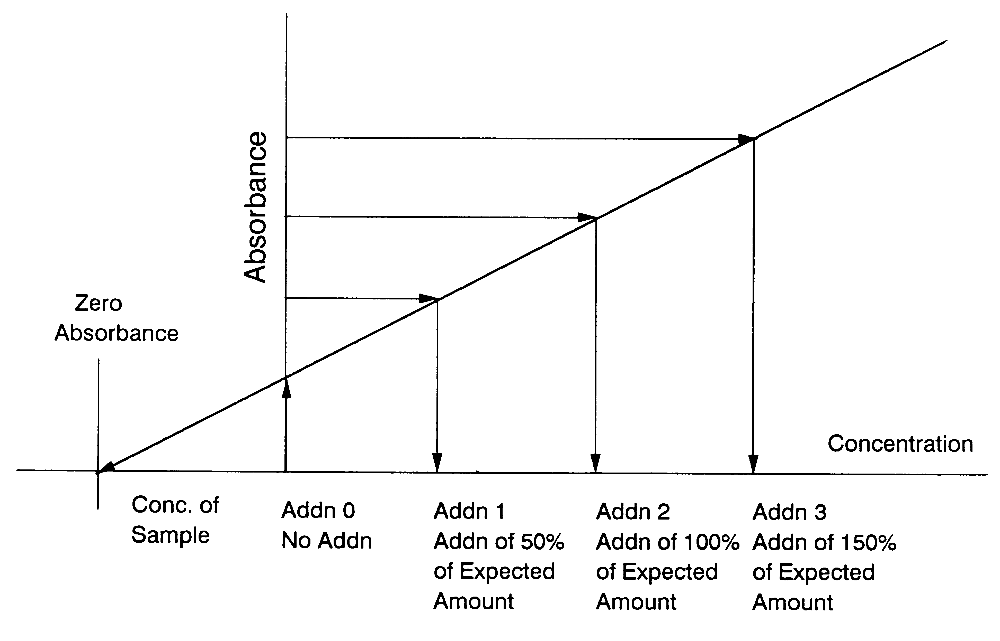 Absorbance
Zero
Absorbance
Concentration
Conc. of
Sample
Addn 0
No Addn
Addn 1
Addn of 50%
of Expected
Amount
Addn 2
Addn of 100%
of Expected
Amount
Addn 3
Addn of 150%
of Expected
Amount